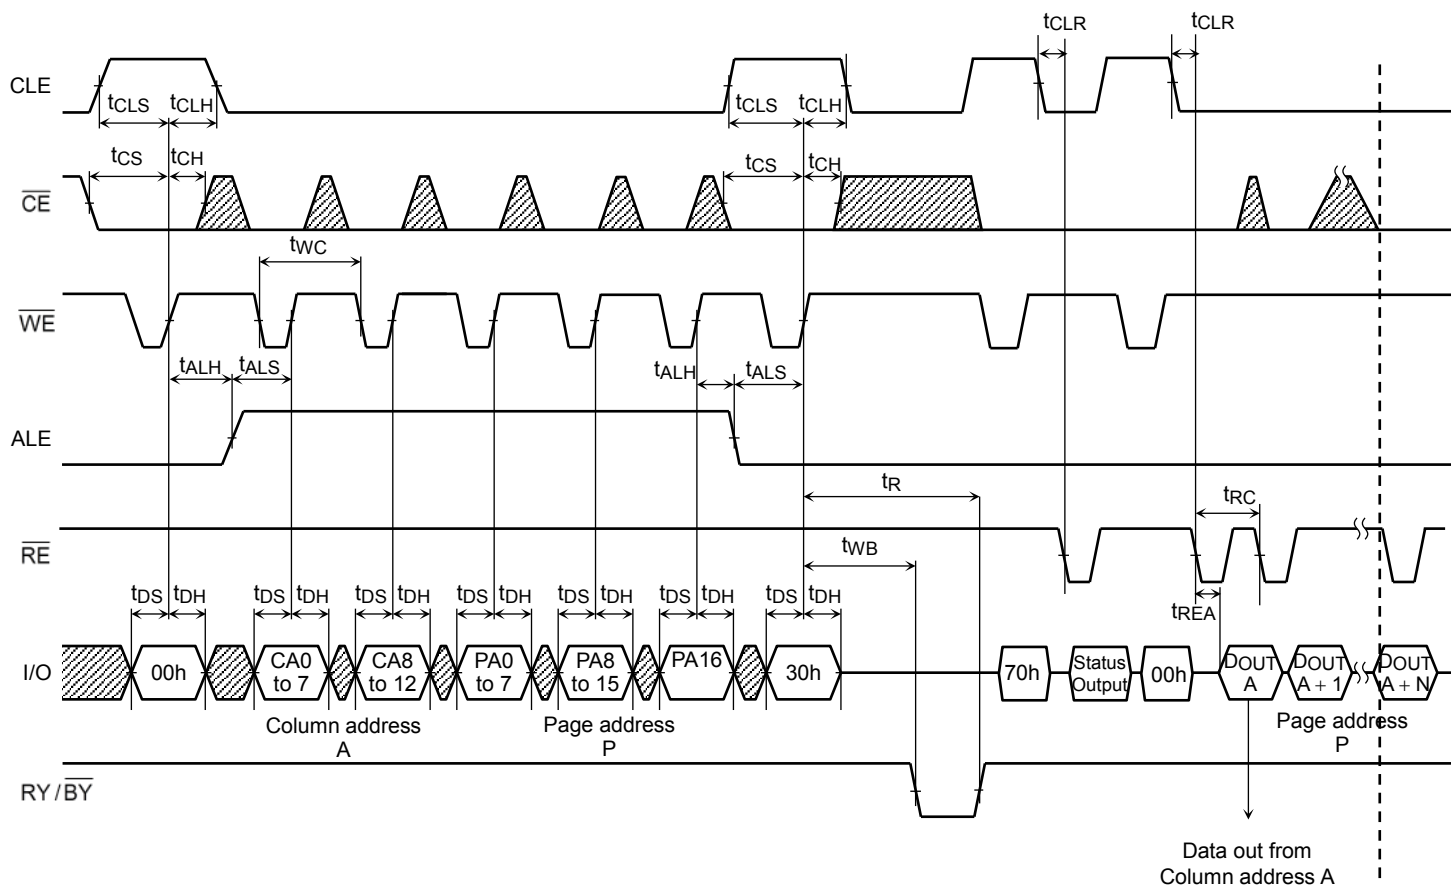 tCLR tCLR
CLE
tCLS tCLH tCLS tCLH
tCS tCH tCS tCH
CE
tWC
WE
tALH tALS tALH tALS
ALE
tR
tRC
RE
tWB
tDS tDH tDS tDH tDS tDH tDS tDH tDS tDH tDS tDH tDS tDH
tREA
I/O
00h
CA0
to 7
CA8
to 12
PA0
to 7
PA8
to 15
PA16
30h
70h
Status
Output
00h
DOUT
A
DOUT
A + 1
DOUT
A + N
Column address
A
Page address
P
Page address
P
RY / BY
Data out from
Column address A